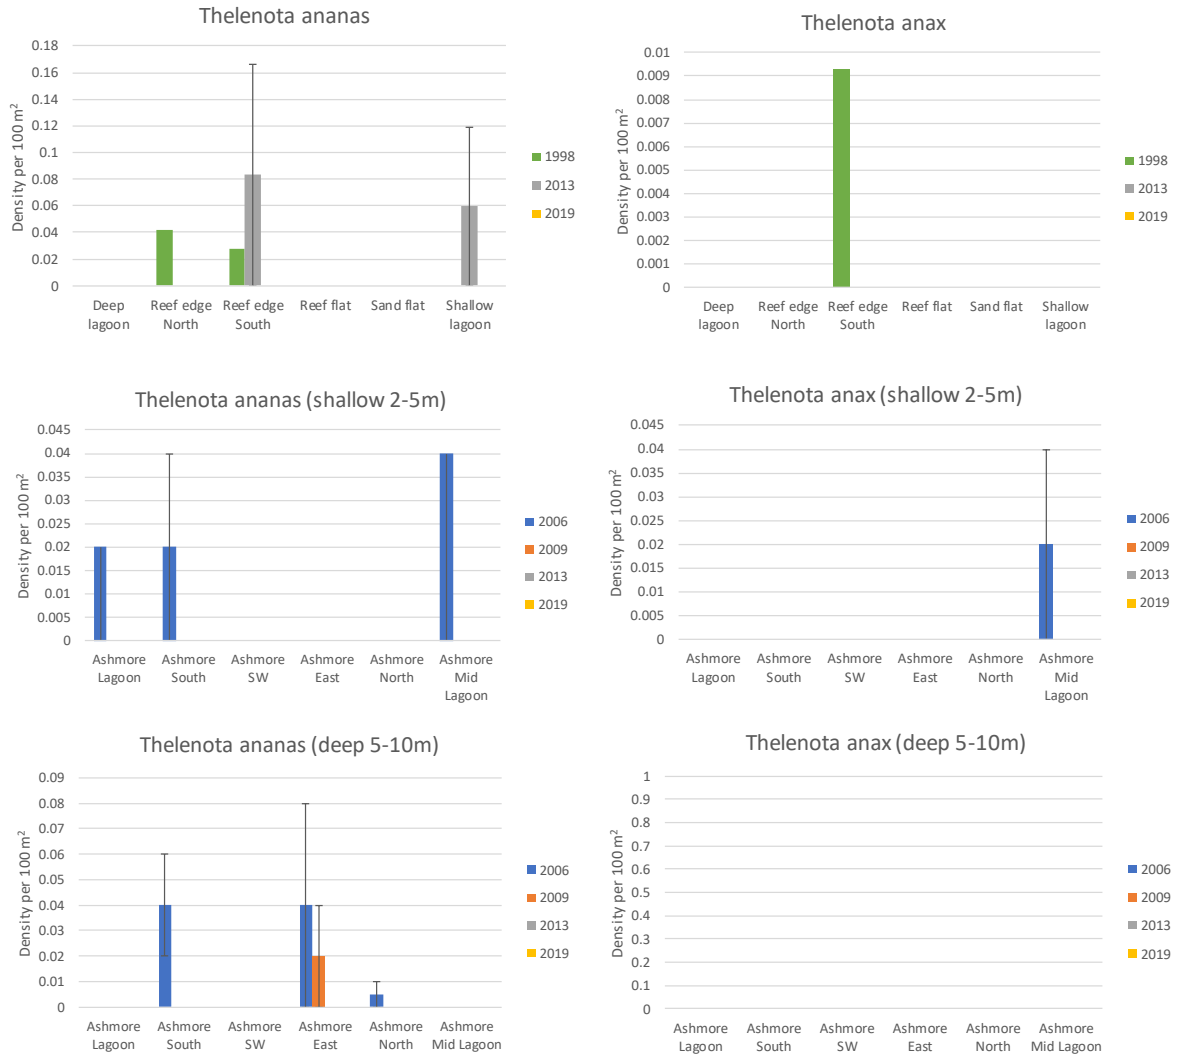 Thelenota ananas
Density per 100 m²
0.18
0.16
0.14
0.12
0.1
0.08
0.06
0.04
0.02
0
Deep lagoon
Reef edge North
Reef edge South
Reef flat
Sand flat
Shallow lagoon
1998
2013
2019
Thelenota anax
Density per 100 m²
0.01
0.009
0.008
0.007
0.006
0.005
0.004
0.003
0.002
0.001
0
Deep lagoon
Reef edge North
Reef edge South
Reef flat
Sand flat
Shallow lagoon
1998
2013
2019
Thelenota ananas (shallow 2-5m)
Density per 100 m²
0.045
0.04
0.035
0.03
0.025
0.02
0.015
0.01
0.005
0
Ashmore Lagoon
Ashmore South
Ashmore SW
Ashmore East
Ashmore North
Ashmore Mid Lagoon
2006
2009
2013
2019
Thelenota anax (shallow 2-5m)
Density per 100 m²
0.045
0.04
0.035
0.03
0.025
0.02
0.015
0.01
0.005
0
Ashmore Lagoon
Ashmore South
Ashmore SW
Ashmore East
Ashmore North
Ashmore Mid Lagoon
2006
2009
2013
2019
Thelenota ananas (deep 5-10m)
Density per 100 m²
0.09
0.08
0.07
0.06
0.05
0.04
0.03
0.02
0.01
0
Ashmore Lagoon
Ashmore South
Ashmore SW
Ashmore East
Ashmore North
Ashmore Mid Lagoon
2006
2009
2013
2019
Thelenota anax (deep 5-10m)
Density per 100 m²
1
0.9
0.8
0.7
0.6
0.5
0.4
0.3
0.2
0.1
0
Ashmore Lagoon
Ashmore South
Ashmore SW
Ashmore East
Ashmore North
Ashmore Mid Lagoon
2006
2009
2013
2019